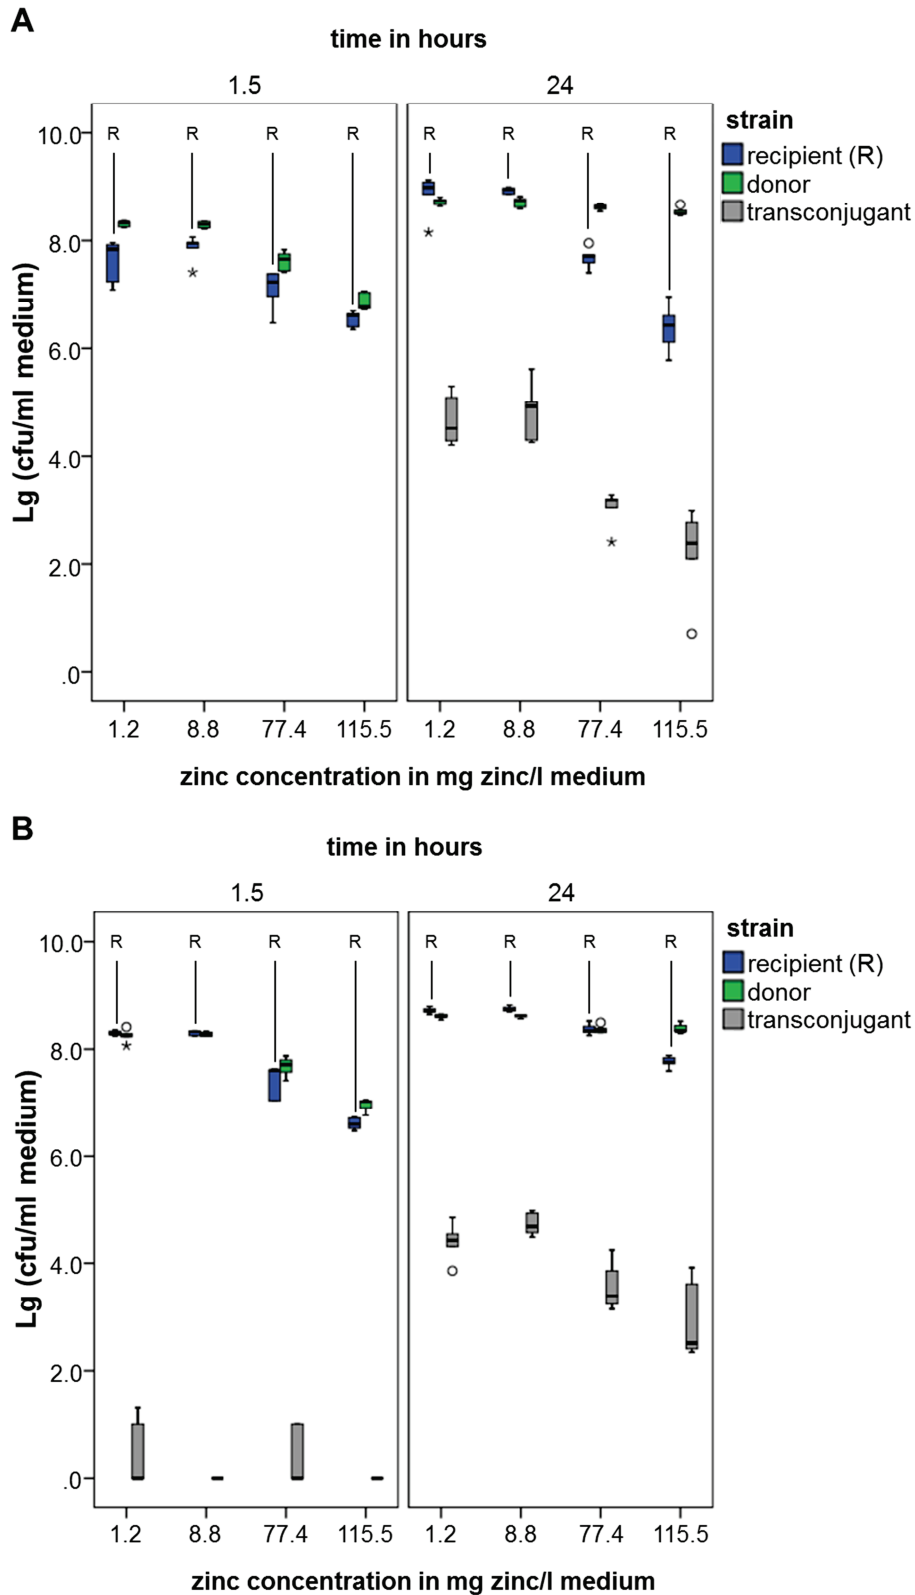 A
time in hours
1.5 24
R R R R R R R R
strain
recipient (R)
donor
transconjugant
Lg (cfu/ml medium)
10.0
8.0
6.0
4.0
2.0
.0
1.2 8.8 77.4 115.5 1.2 8.8 77.4 115.5
zinc concentration in mg zinc/l medium
B
time in hours
1.5 24
R R R R R R R R
strain
recipient (R)
donor
transconjugant
Lg (cfu/ml medium)
10.0
8.0
6.0
4.0
2.0
.0
1.2 8.8 77.4 115.5 1.2 8.8 77.4 115.5
zinc concentration in mg zinc/l medium